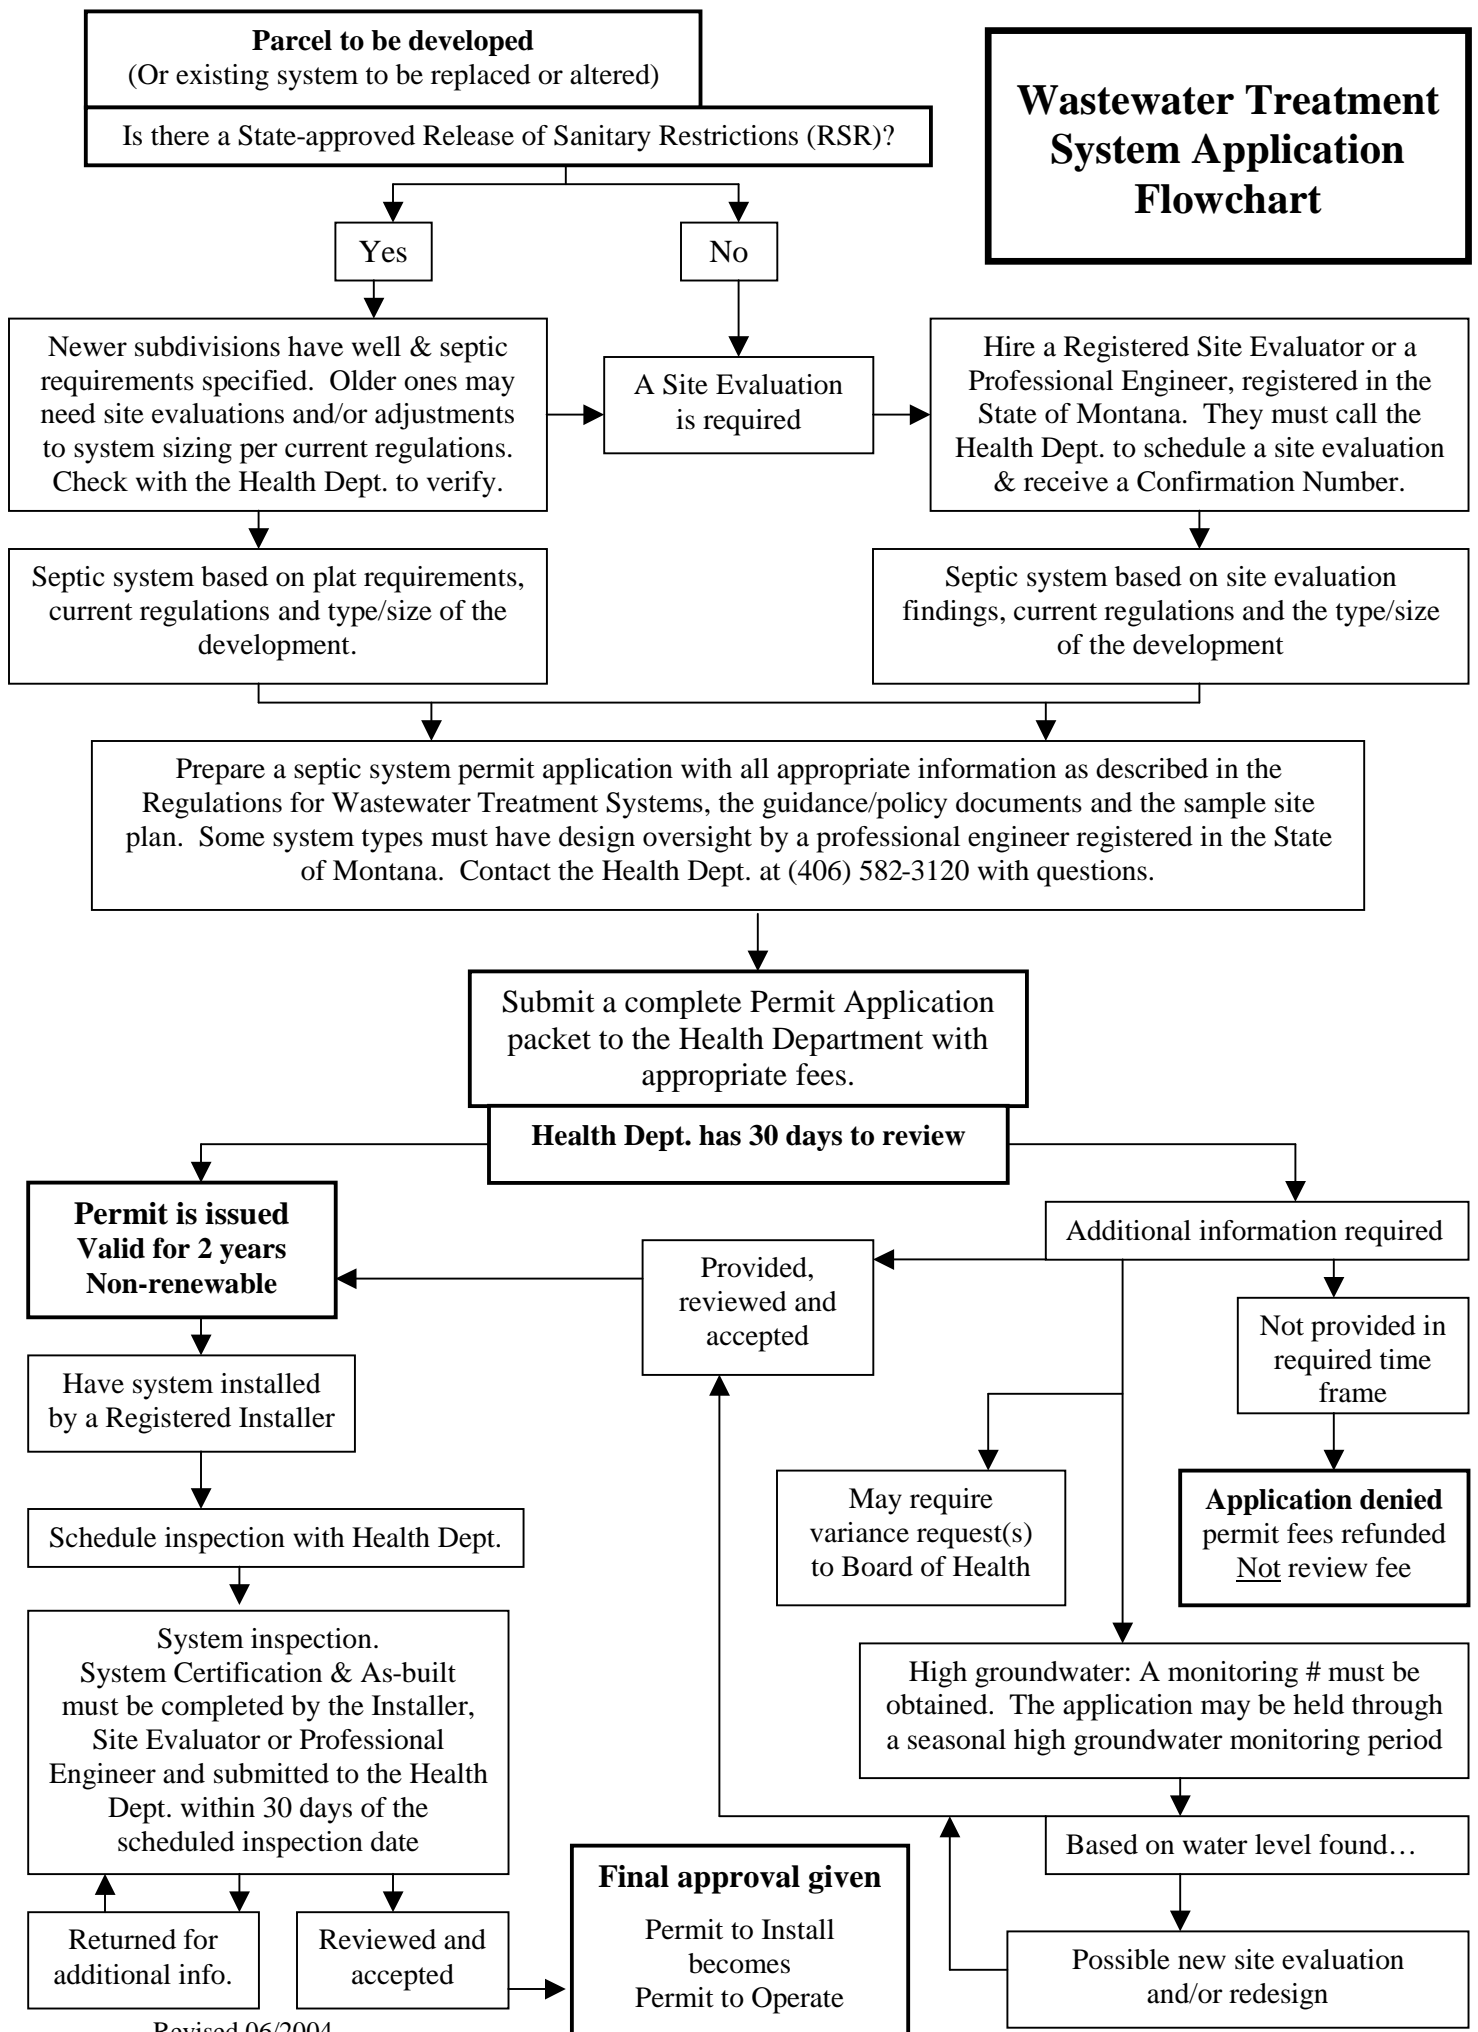 Parcel to be developed
(Or existing system to be replaced or altered)
Is there a State-approved Release of Sanitary Restrictions (RSR)?
Wastewater Treatment
System Application
Flowchart
Yes
No
Newer subdivisions have well & septic
requirements specified.  Older ones may
need site evaluations and/or adjustments
to system sizing per current regulations.
Check with the Health Dept. to verify.
A Site Evaluation
is required
Hire a Registered Site Evaluator or a
Professional Engineer, registered in the
State of Montana.  They must call the
Health Dept. to schedule a site evaluation
& receive a Confirmation Number.
Septic system based on plat requirements,
current regulations and type/size of the
development.
Septic system based on site evaluation
findings, current regulations and the type/size
of the development
Prepare a septic system permit application with all appropriate information as described in the
Regulations for Wastewater Treatment Systems, the guidance/policy documents and the sample site
plan.  Some system types must have design oversight by a professional engineer registered in the State
of Montana.  Contact the Health Dept. at (406) 582-3120 with questions.
Submit a complete Permit Application
packet to the Health Department with
appropriate fees.
Health Dept. has 30 days to review
Permit is issued
Valid for 2 years
Non-renewable
Additional information required
Provided,
reviewed and
accepted
Not provided in
required time
frame
Have system installed
by a Registered Installer
May require
variance request(s)
to Board of Health
Application denied
permit fees refunded
Not review fee
Schedule inspection with Health Dept.
System inspection.
System Certification & As-built
must be completed by the Installer,
Site Evaluator or Professional
Engineer and submitted to the Health
Dept. within 30 days of the
scheduled inspection date
High groundwater: A monitoring # must be
obtained.  The application may be held through
a seasonal high groundwater monitoring period
Based on water level found…
Returned for
additional info.
Reviewed and
accepted
Final approval given
Permit to Install
becomes
Permit to Operate
Possible new site evaluation
and/or redesign
Revised 06/2004